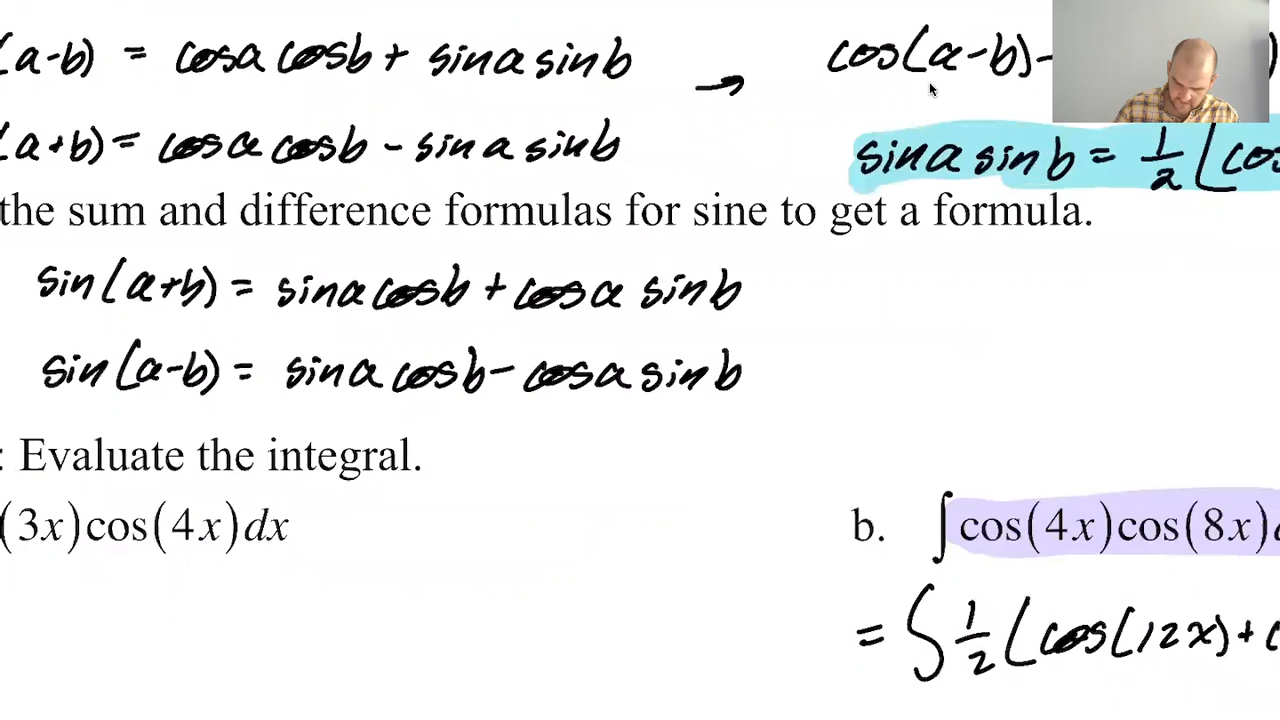 (a-b) = cosa cosb + sina sinb → cos(a-b)-
(a+b) = cosa cosb - sina sinb
sina sinb = 1/2 (cos
the sum and difference formulas for sine to get a formula.
sin(a+b) = sina cosb + cosa sinb
sin(a-b) = sina cosb - cosa sinb
: Evaluate the integral.
(3x)cos(4x)dx
b. ∫cos(4x)cos(8x)
= ∫ 1/2 (cos(12x)+